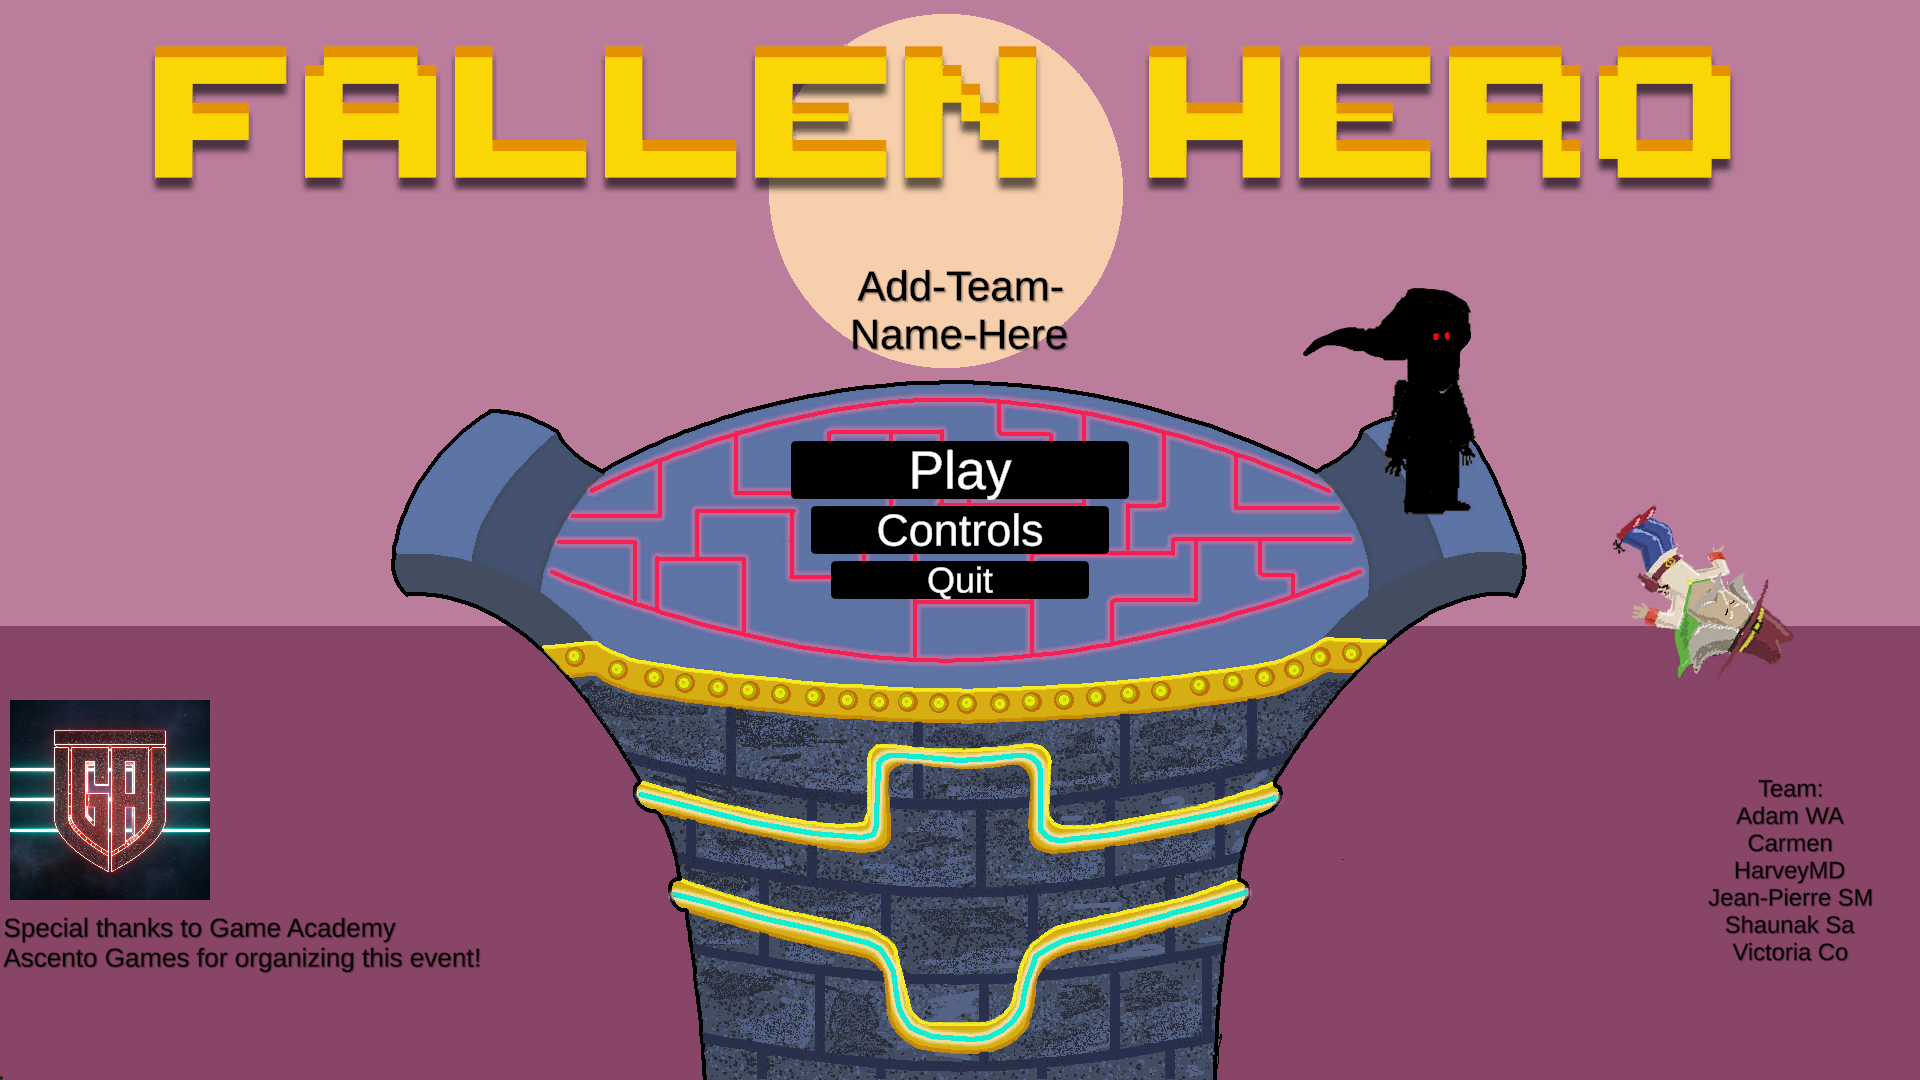 FALLEN HERO
Add-Team-
Name-Here
Play
Controls
Quit
GA
Special thanks to Game Academy
Ascento Games for organizing this event!
Team:
Adam WA
Carmen
HarveyMD
Jean-Pierre SM
Shaunak Sa
Victoria Co